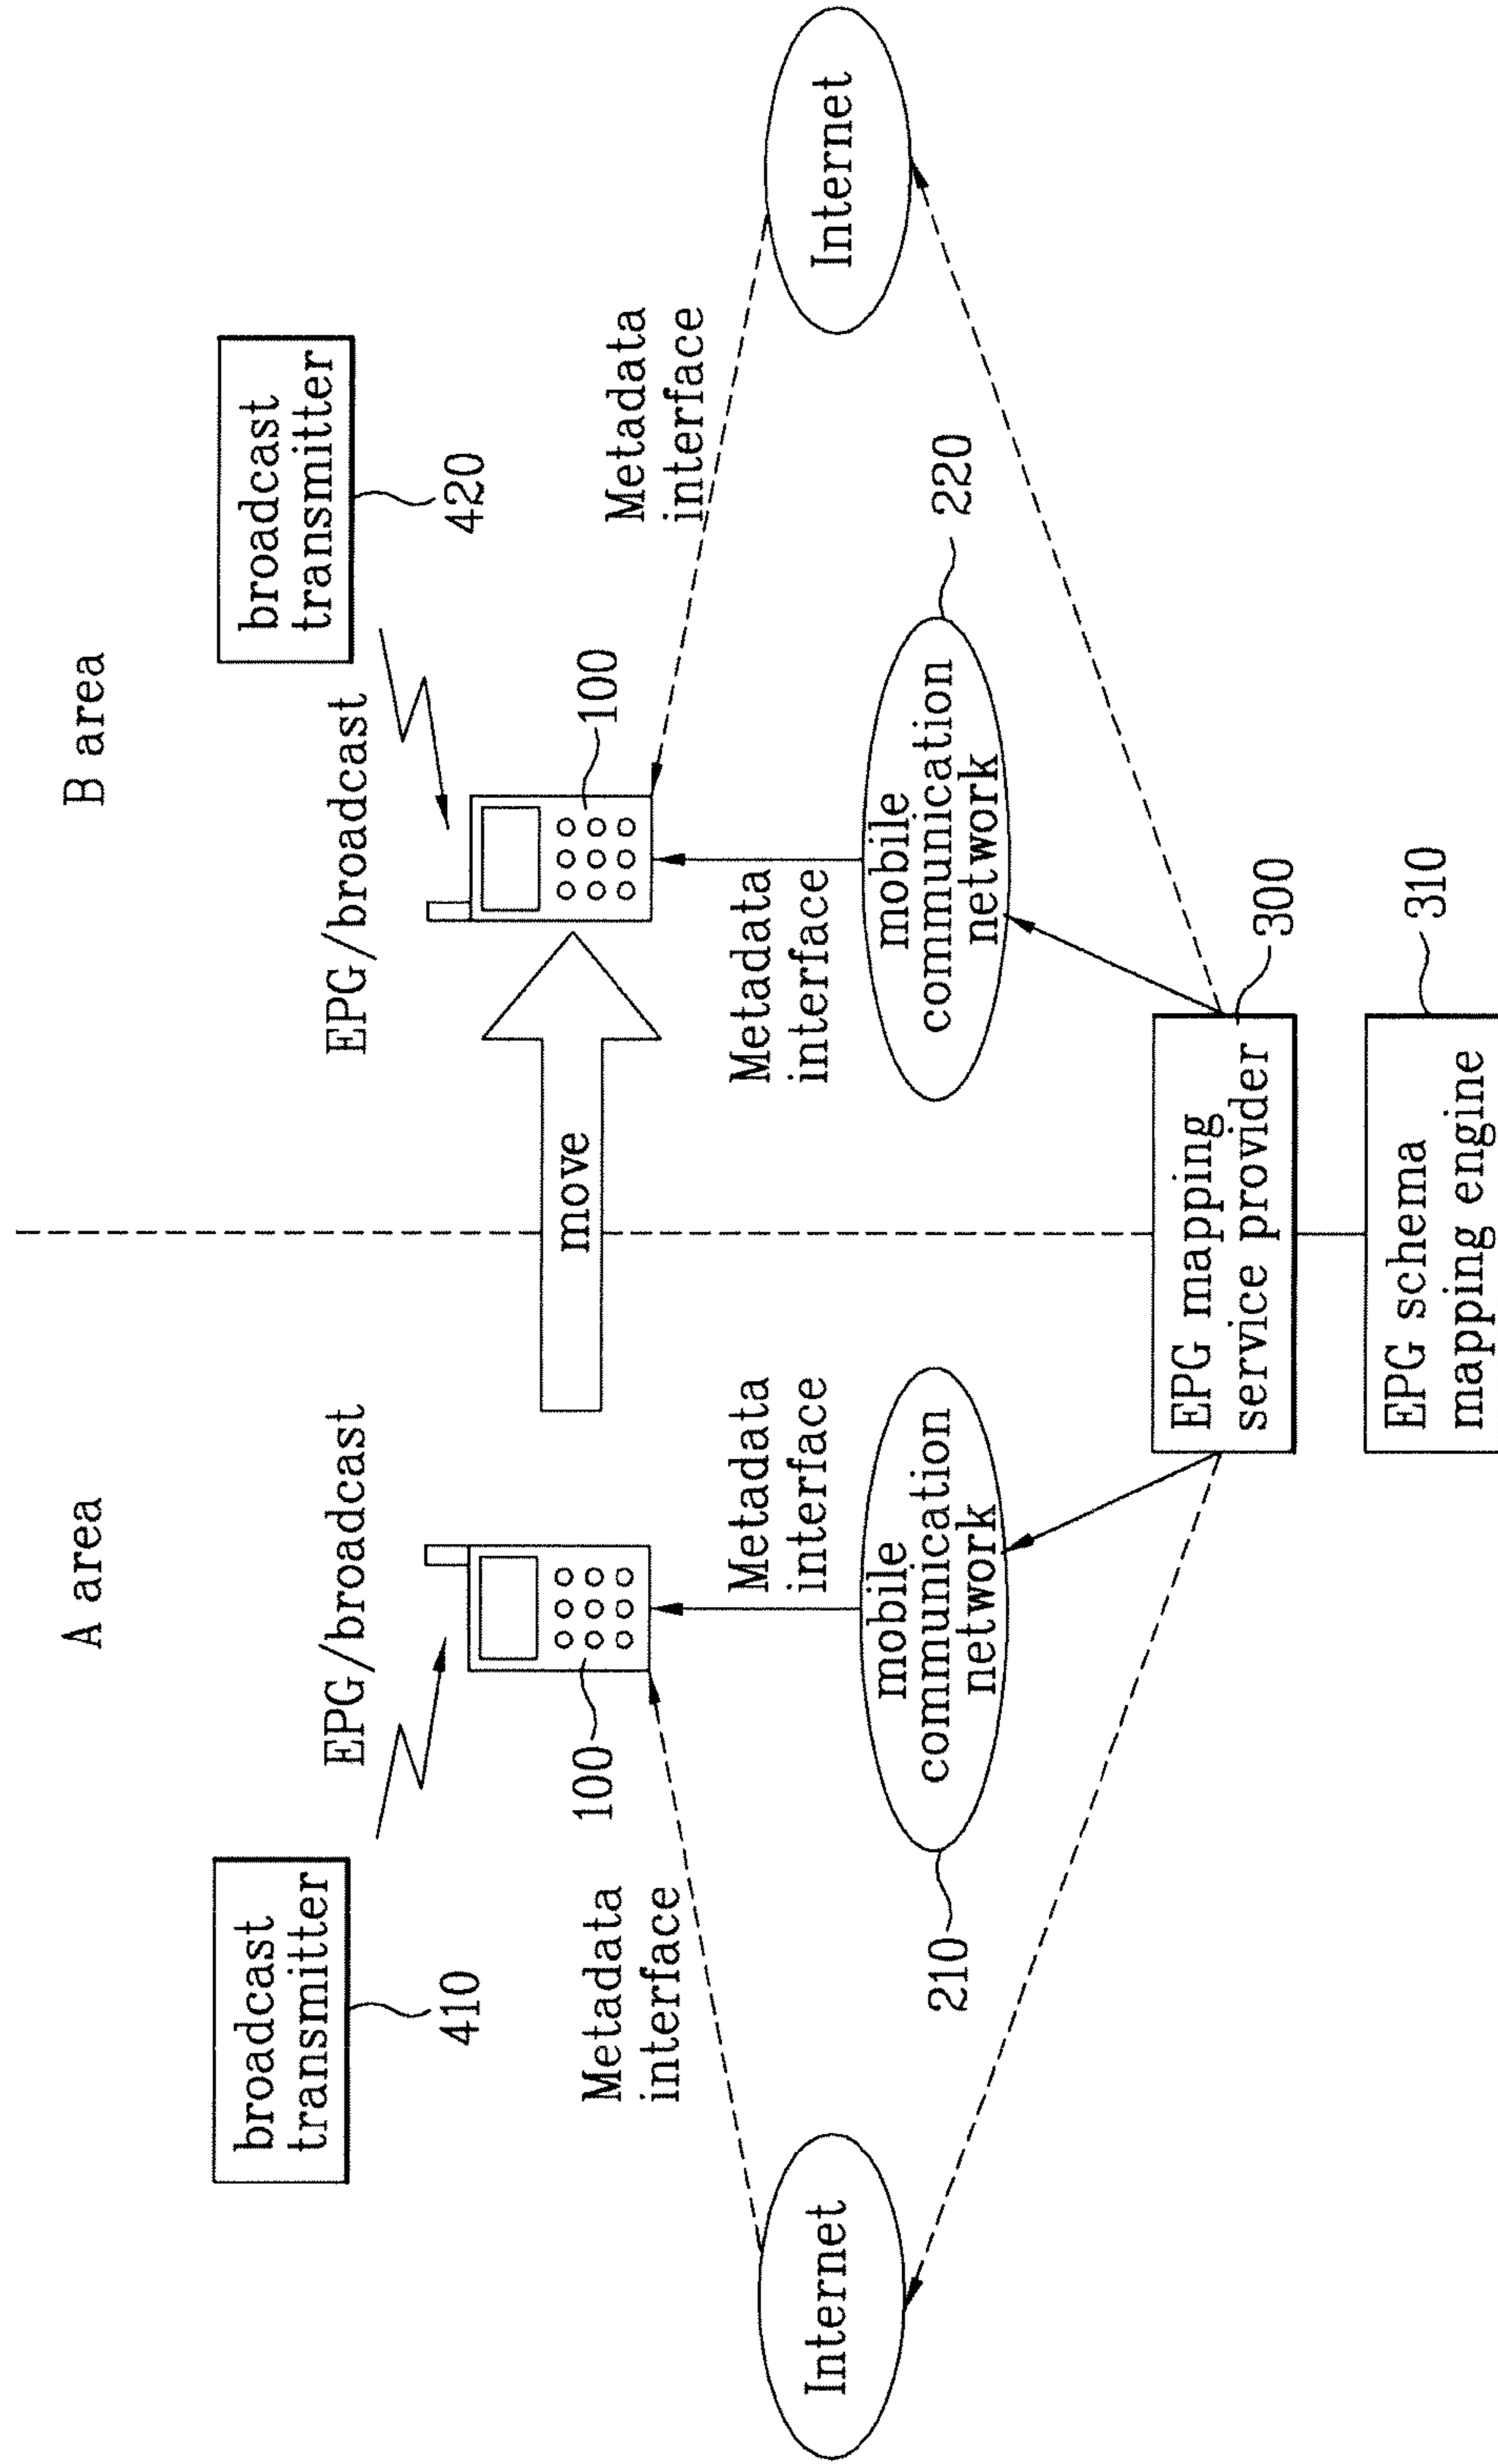 A area
B area
broadcast
transmitter
410
EPG/broadcast
100
Metadata
interface
Metadata
interface
Internet
mobile
communication
network
210
move
broadcast
transmitter
420
EPG/broadcast
100
Metadata
interface
Metadata
interface
Internet
mobile
communication
network
220
EPG mapping
service provider
300
EPG schema
mapping engine
310